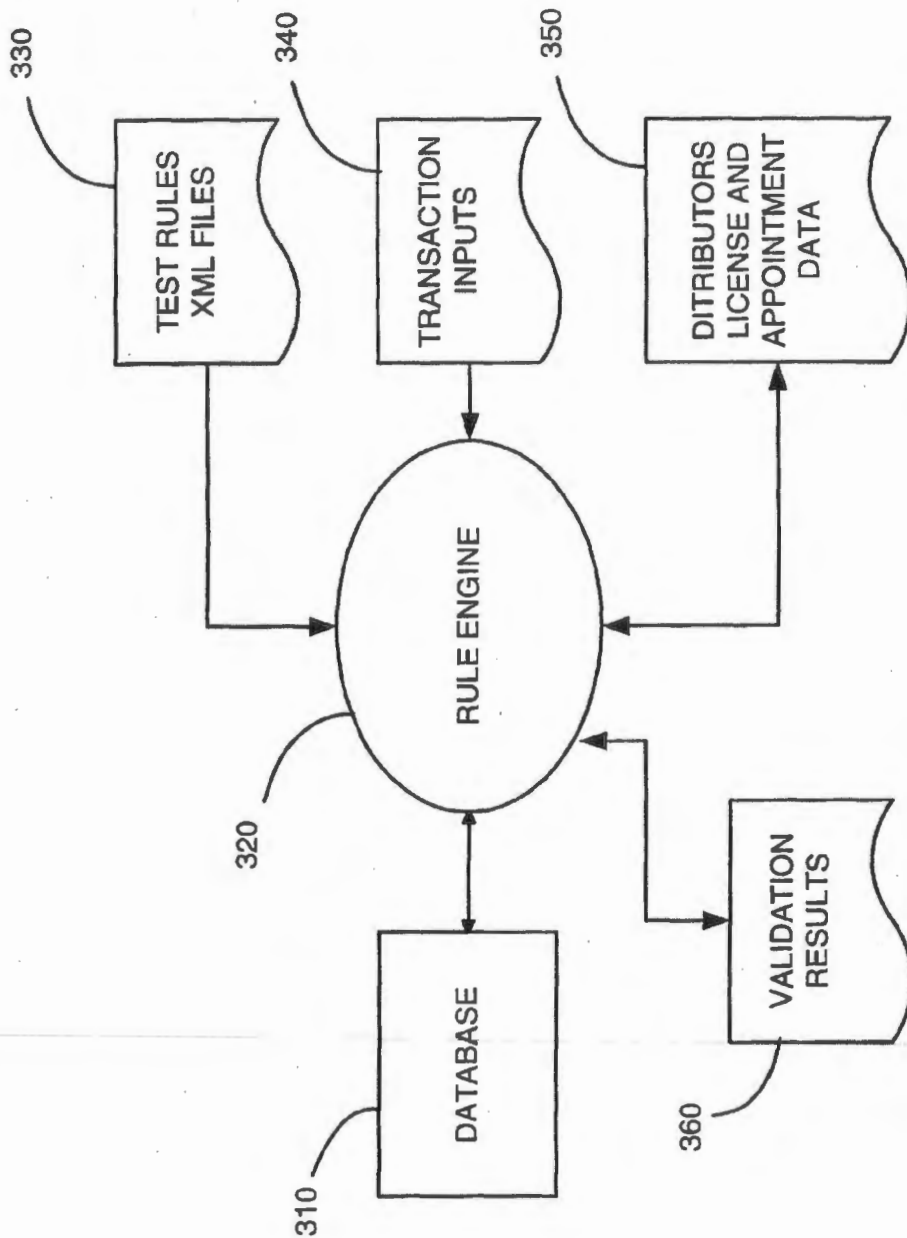 330
TEST RULES
XML FILES
340
TRANSACTION
INPUTS
350
DITRIBUTORS
LICENSE AND
APPOINTMENT
DATA
320
RULE ENGINE
310
DATABASE
360
VALIDATION
RESULTS